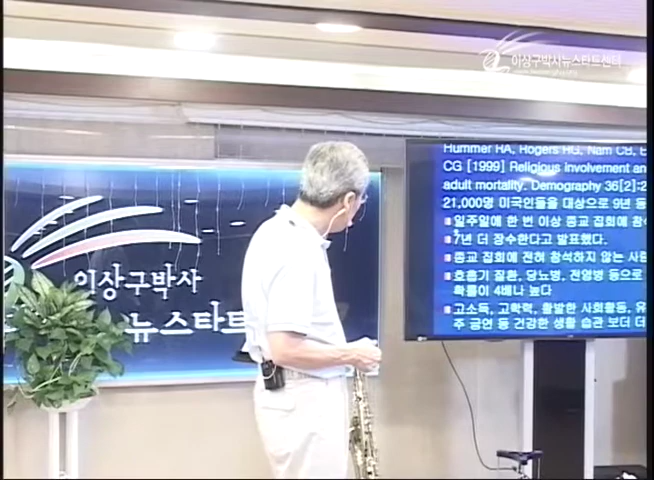 이상구박사뉴스타트센터
Hummer RA, Rogers RG, Nam CB, E
CG [1999] Religious involvement an
adult mortality. Demography 36[2]:2
21,000명의 미국인들을 대상으로 9년 동
일주일에 한 번 이상 종교 집회에 참석
7년 더 장수한다고 발표했다.
종교 집회에 전혀 참석하지 않는 사람
호흡기 질환, 당뇨병, 전염병 등으로
확률이 4배나 높다
고소득, 고학력, 활발한 사회활동, 유
주 공연 등 건강한 생활 습관 보더 더
이상구박사
뉴스타트